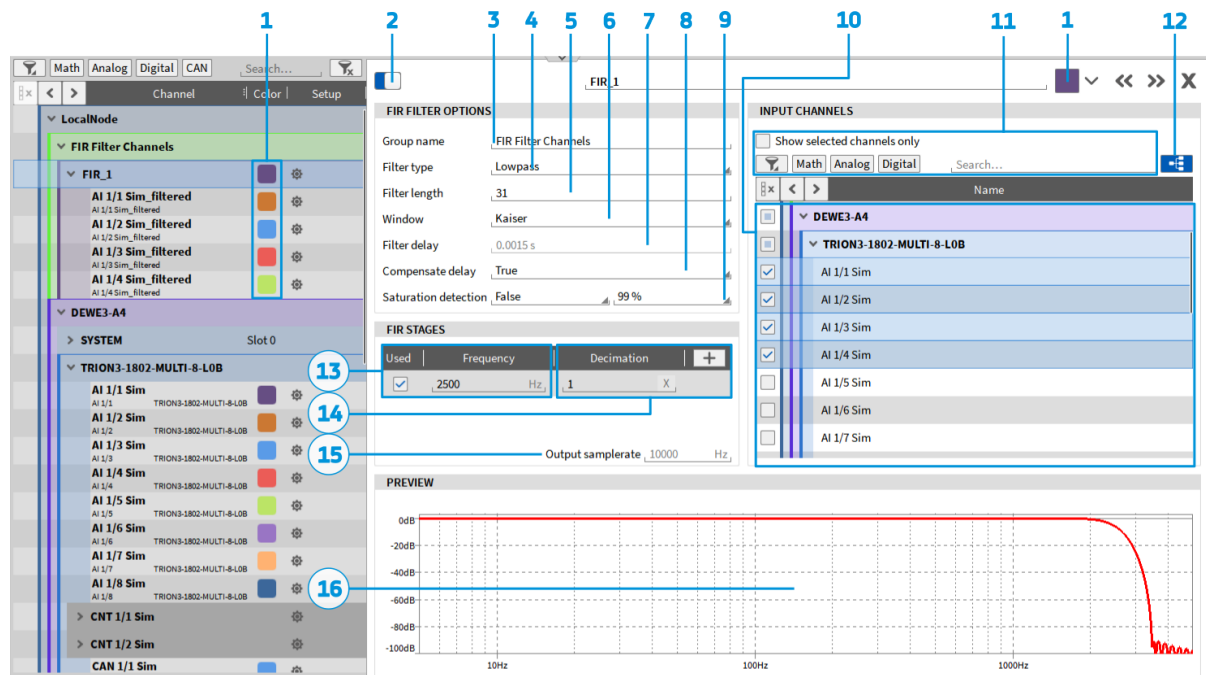 1 2 3 4 5 6 7 8 9 10 11 1 12
Math Analog Digital CAN Search...
Channel Color Setup
LocalNode
FIR Filter Channels
FIR_1
AI 1/1 Sim_filtered
AI 1/1 Sim_filtered
AI 1/2 Sim_filtered
AI 1/2 Sim_filtered
AI 1/3 Sim_filtered
AI 1/3 Sim_filtered
AI 1/4 Sim_filtered
AI 1/4 Sim_filtered
DEWE3-A4
SYSTEM Slot 0
TRION3-1802-MULTI-8-L0B
AI 1/1 Sim
AI 1/1 TRION3-1802-MULTI-8-L0B
AI 1/2 Sim
AI 1/2 TRION3-1802-MULTI-8-L0B
AI 1/3 Sim
AI 1/3 TRION3-1802-MULTI-8-L0B
AI 1/4 Sim
AI 1/4 TRION3-1802-MULTI-8-L0B
AI 1/5 Sim
AI 1/5 TRION3-1802-MULTI-8-L0B
AI 1/6 Sim
AI 1/6 TRION3-1802-MULTI-8-L0B
AI 1/7 Sim
AI 1/7 TRION3-1802-MULTI-8-L0B
AI 1/8 Sim
AI 1/8 TRION3-1802-MULTI-8-L0B
CNT 1/1 Sim
CNT 1/2 Sim
CAN 1/1 Sim
FIR_1
FIR FILTER OPTIONS
Group name FIR Filter Channels
Filter type Lowpass
Filter length 31
Window Kaiser
Filter delay 0.0015 s
Compensate delay True
Saturation detection False 99 %
FIR STAGES
Used Frequency Decimation +
2500 Hz 1 X
13
14
15
Output samplerate 10000 Hz
INPUT CHANNELS
Show selected channels only
Math Analog Digital Search...
Name
DEWE3-A4
TRION3-1802-MULTI-8-L0B
AI 1/1 Sim
AI 1/2 Sim
AI 1/3 Sim
AI 1/4 Sim
AI 1/5 Sim
AI 1/6 Sim
AI 1/7 Sim
PREVIEW
0dB
-20dB
-40dB
16
-60dB
-80dB
-100dB
10Hz 100Hz 1000Hz